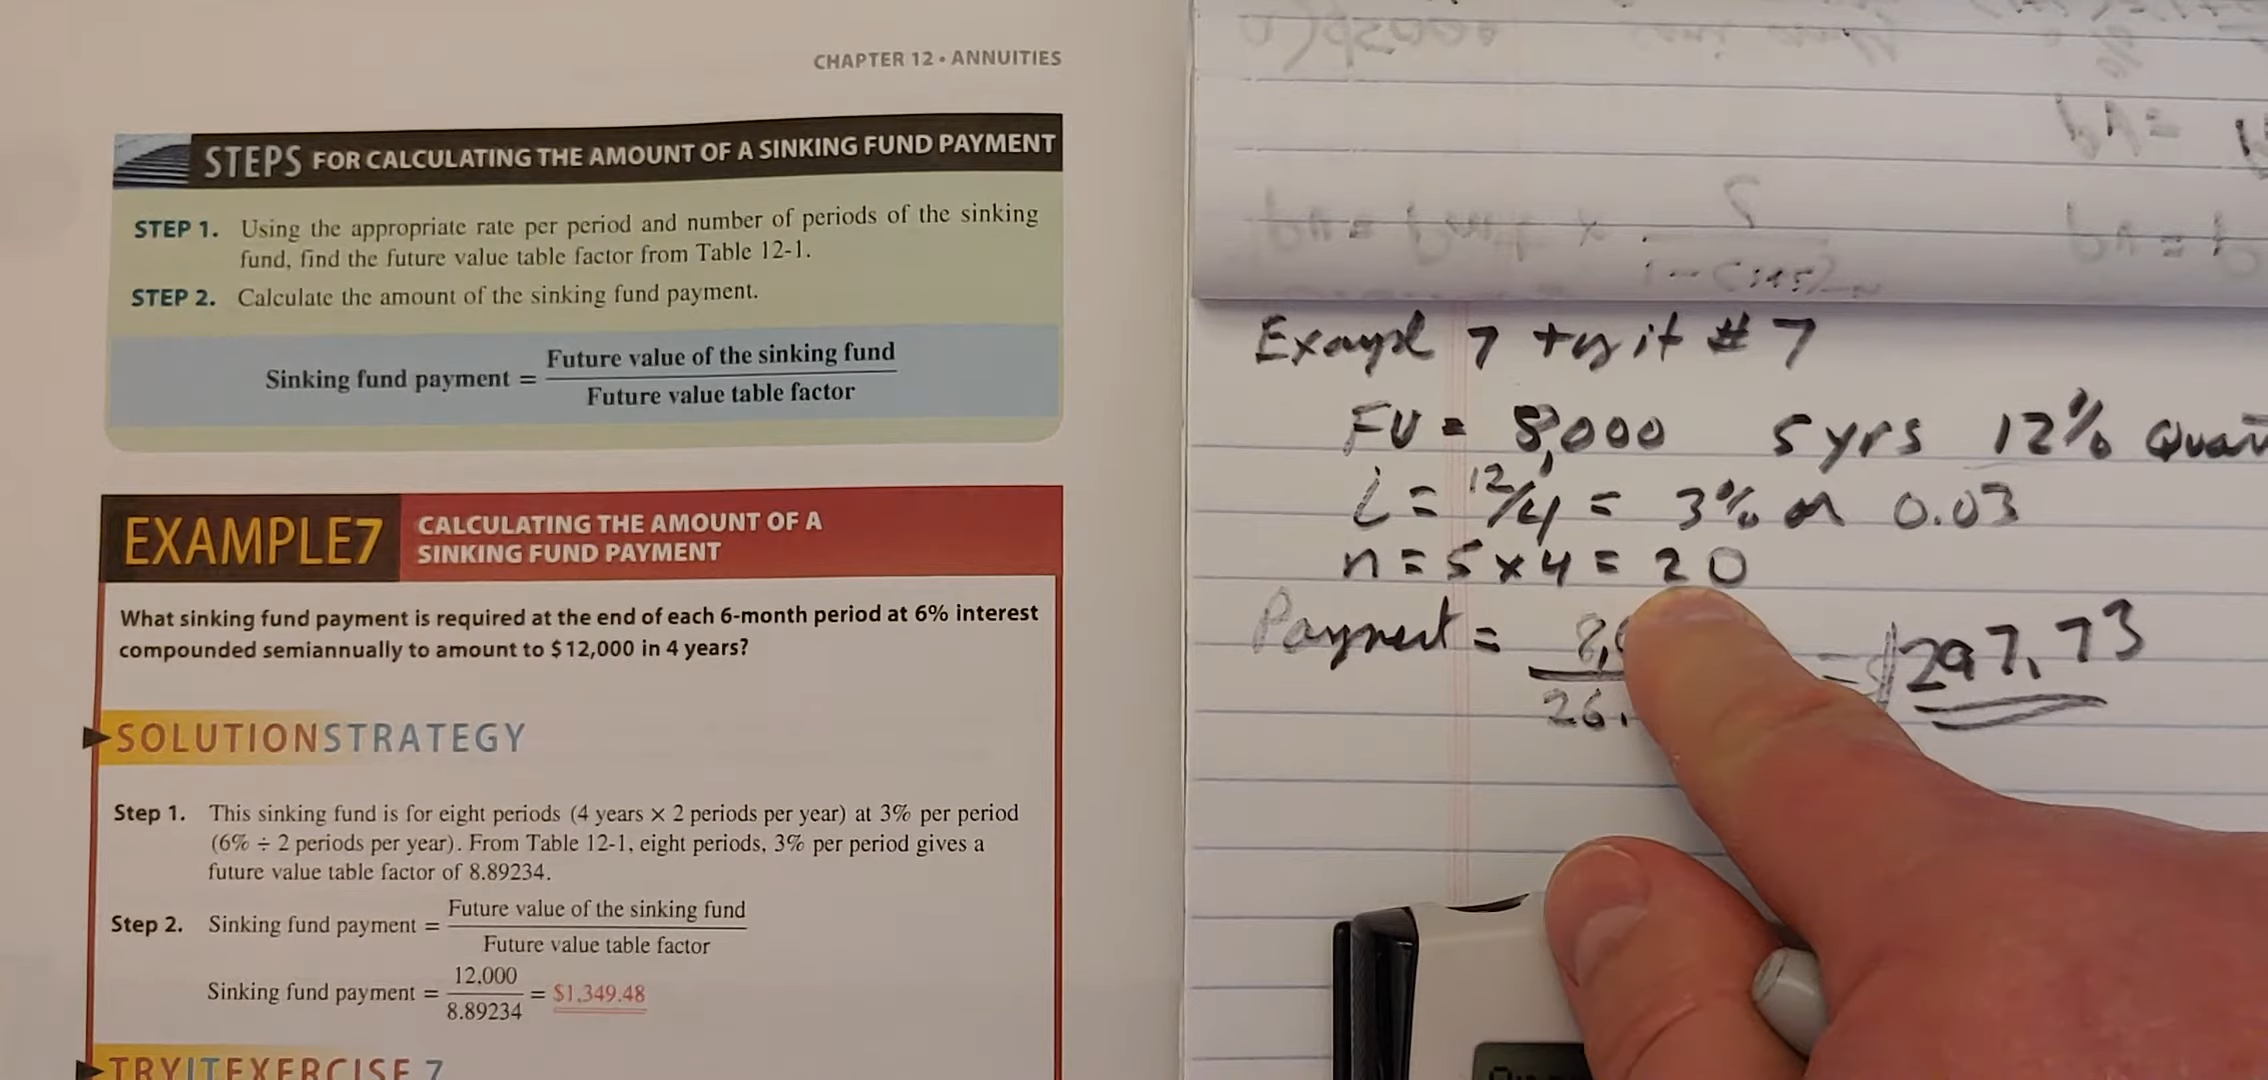 CHAPTER 12 • ANNUITIES
STEPS FOR CALCULATING THE AMOUNT OF A SINKING FUND PAYMENT
STEP 1. Using the appropriate rate per period and number of periods of the sinking
fund, find the future value table factor from Table 12-1.
STEP 2. Calculate the amount of the sinking fund payment.
Sinking fund payment = Future value of the sinking fund
Future value table factor
EXAMPLE7 CALCULATING THE AMOUNT OF A
SINKING FUND PAYMENT
What sinking fund payment is required at the end of each 6-month period at 6% interest
compounded semiannually to amount to $12,000 in 4 years?
SOLUTIONSTRATEGY
Step 1. This sinking fund is for eight periods (4 years × 2 periods per year) at 3% per period
(6% ÷ 2 periods per year). From Table 12-1, eight periods, 3% per period gives a
future value table factor of 8.89234.
Step 2. Sinking fund payment = Future value of the sinking fund
Future value table factor
Sinking fund payment = 12,000 = $1,349.48
8.89234
TRYITEXERCISE 7
7 try it # 7
FV = 8,000 5 yrs 12%
i = 12/4 = 3% or 0.03
n = 5 x 4 = 20
Payment = 8, = $297.73
26.